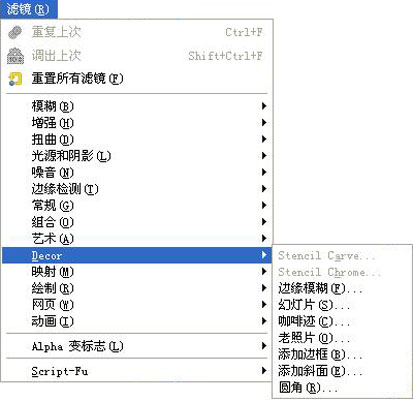 滤镜(R)
重复上次 Ctrl+F
调出上次 Shift+Ctrl+F
重置所有滤镜(F)
模糊(B)
增强(H)
扭曲(D)
光源和阴影(L)
噪音(N)
边缘检测(T)
常规(G)
组合(O)
艺术(A)
Decor
映射(M)
绘制(R)
网页(W)
动画(I)
Alpha 变标志(L)
Script-Fu
Stencil Carve...
Stencil Chrome...
边缘模糊(F)...
幻灯片(S)...
咖啡迹(C)...
老照片(O)...
添加边框(B)...
添加斜面(E)...
圆角(R)...